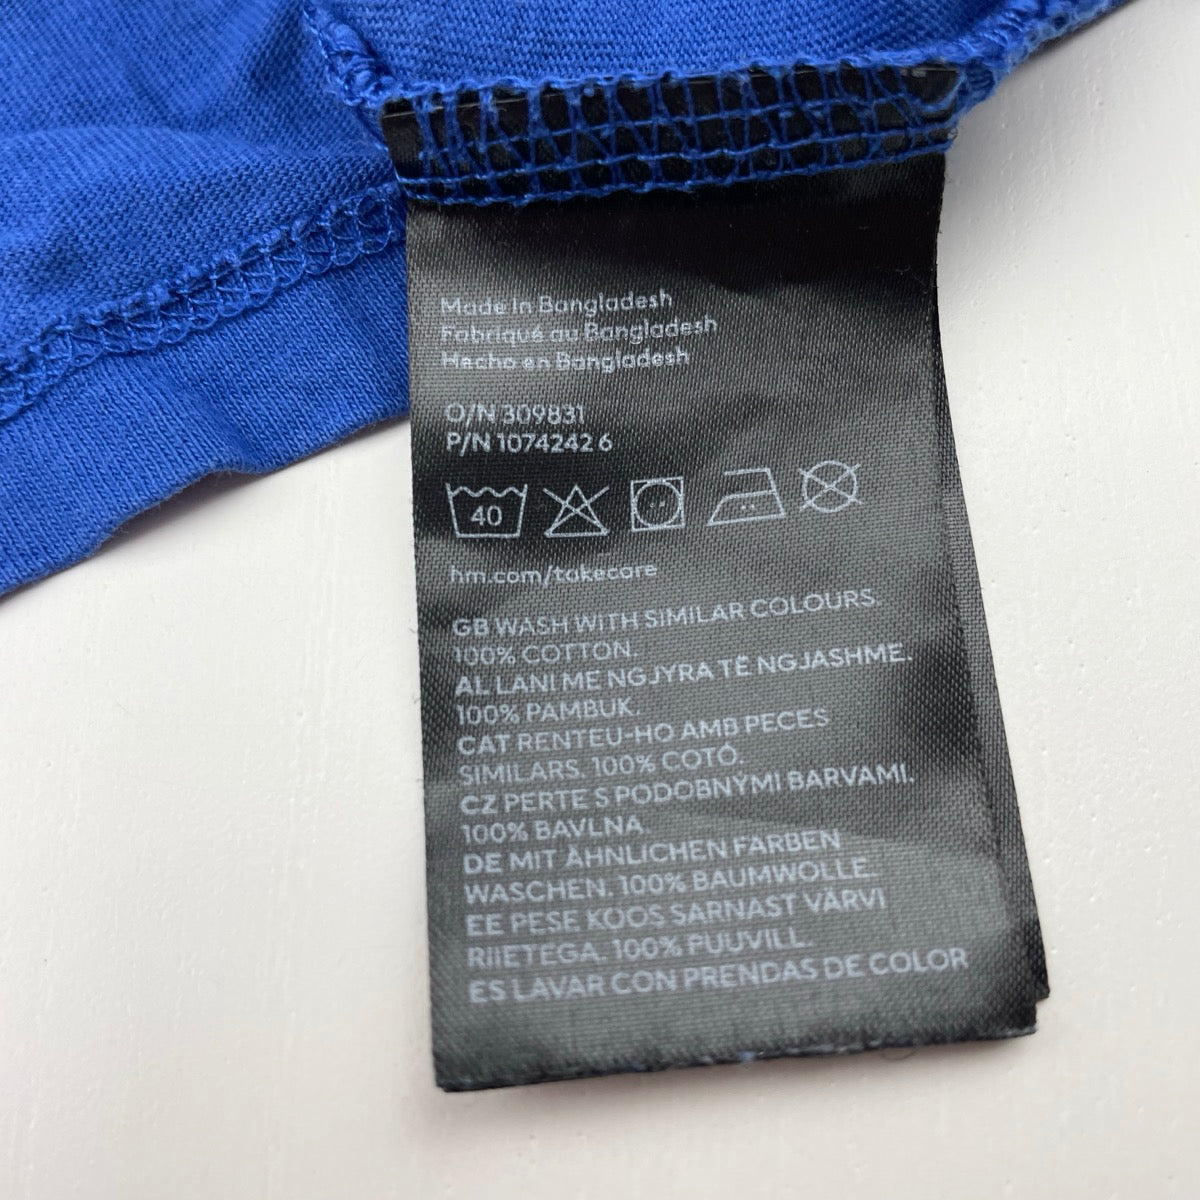 Made in Bangladesh
Fabriqué au Bangladesh
Hecho en Bangladesh
O/N 309831
P/N 1074242 6
40
hm.com/takecare
GB WASH WITH SIMILAR COLOURS.
100% COTTON.
AL LANI ME NGJYRA TË NGJASHME.
100% PAMBUK.
CAT RENTEU-HO AMB PECES
SIMILARS. 100% COTÓ.
CZ PERTE S PODOBNÝMI BARVAMI.
100% BAVLNA.
DE MIT ÄHNLICHEN FARBEN
WASCHEN. 100% BAUMWOLLE.
EE PESE KOOS SARNAST VÄRVI
RIIETEGA. 100% PUUVILL.
ES LAVAR CON PRENDAS DE COLOR